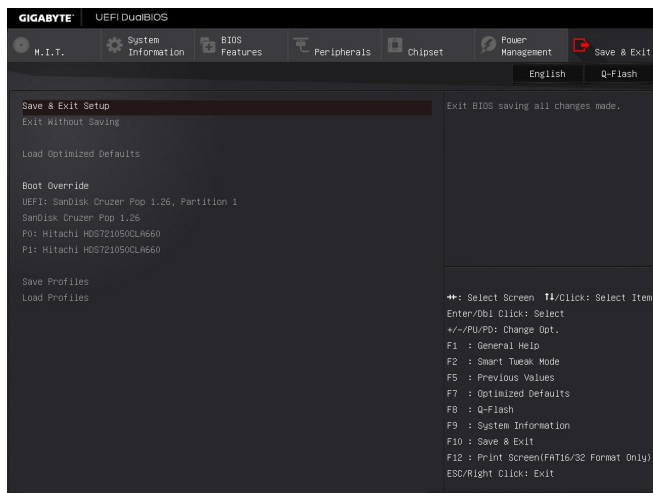 GIGABYTE™ UEFI DualBIOS
M.I.T.
System Information
BIOS Features
Peripherals
Chipset
Power Management
Save & Exit
English Q-Flash
Save & Exit Setup
Exit Without Saving
Load Optimized Defaults
Boot Override
UEFI: SanDisk Cruzer Pop 1.26, Partition 1
SanDisk Cruzer Pop 1.26
P0: Hitachi HDS721050CLA660
P1: Hitachi HDS721050CLA660
Save Profiles
Load Profiles
Exit BIOS saving all changes made.
→←: Select Screen ↑↓/Click: Select Item
Enter/Dbl Click: Select
+/-/PU/PD: Change Opt.
F1 : General Help
F2 : Smart Tweak Mode
F5 : Previous Values
F7 : Optimized Defaults
F8 : Q-Flash
F9 : System Information
F10 : Save & Exit
F12 : Print Screen(FAT16/32 Format Only)
ESC/Right Click: Exit